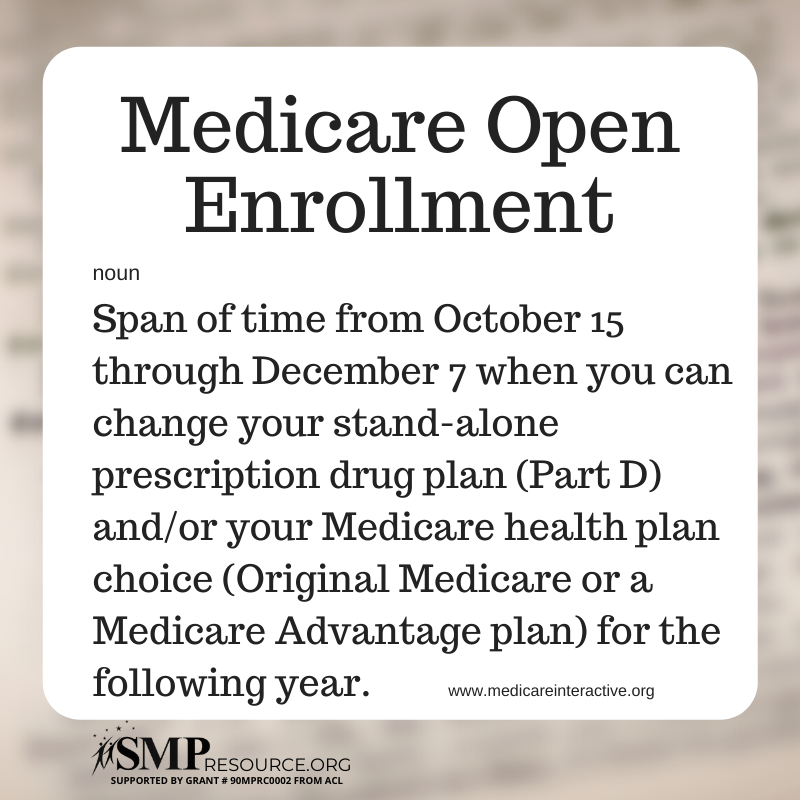 Medicare Open
Enrollment
noun
Span of time from October 15
through December 7 when you can
change your stand-alone
prescription drug plan (Part D)
and/or your Medicare health plan
choice (Original Medicare or a
Medicare Advantage plan) for the
following year.
www.medicareinteractive.org
SMPRESOURCE.ORG
SUPPORTED BY GRANT # 90MPRC0002 FROM ACL